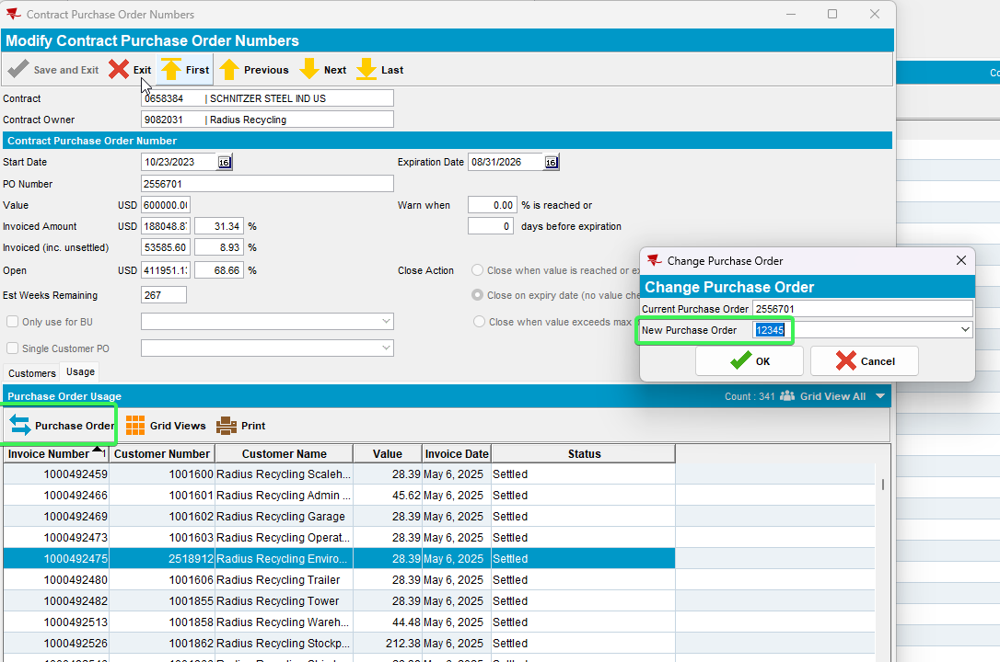 Contract Purchase Order Numbers
Modify Contract Purchase Order Numbers
Co
Save and Exit Exit First Previous Next Last
Contract 0658384 | SCHNITZER STEEL IND US
Contract Owner 9082031 | Radius Recycling
Contract Purchase Order Number
Start Date 10/23/2023 16 Expiration Date 08/31/2026 16
PO Number 2556701
Value USD 600000.0 Warn when 0.00 % is reached or
Invoiced Amount USD 188048.8 31.34 % 0 days before expiration
Invoiced (inc. unsettled) 53585.60 8.93 %
Open USD 411951.1 68.66 % Close Action Close when value is reached or ex
Est Weeks Remaining 267 Close on expiry date (no value che
Only use for BU Close when value exceeds max
Single Customer PO
Change Purchase Order
Change Purchase Order
Current Purchase Order 2556701
New Purchase Order 12345
OK Cancel
Customers Usage
Purchase Order Usage Count : 341 Grid View All
Purchase Order Grid Views Print
Invoice Number 1 Customer Number Customer Name Value Invoice Date Status
1000492459 1001600 Radius Recycling Scaleh... 28.39 May 6, 2025 Settled
1000492466 1001601 Radius Recycling Admin ... 45.62 May 6, 2025 Settled
1000492469 1001602 Radius Recycling Garage 28.39 May 6, 2025 Settled
1000492473 1001603 Radius Recycling Operat... 28.39 May 6, 2025 Settled
1000492475 2518912 Radius Recycling Enviro... 28.39 May 6, 2025 Settled
1000492480 1001606 Radius Recycling Trailer 28.39 May 6, 2025 Settled
1000492482 1001855 Radius Recycling Tower 28.39 May 6, 2025 Settled
1000492513 1001858 Radius Recycling Wareh... 44.48 May 6, 2025 Settled
1000492526 1001862 Radius Recycling Stockp... 212.38 May 6, 2025 Settled